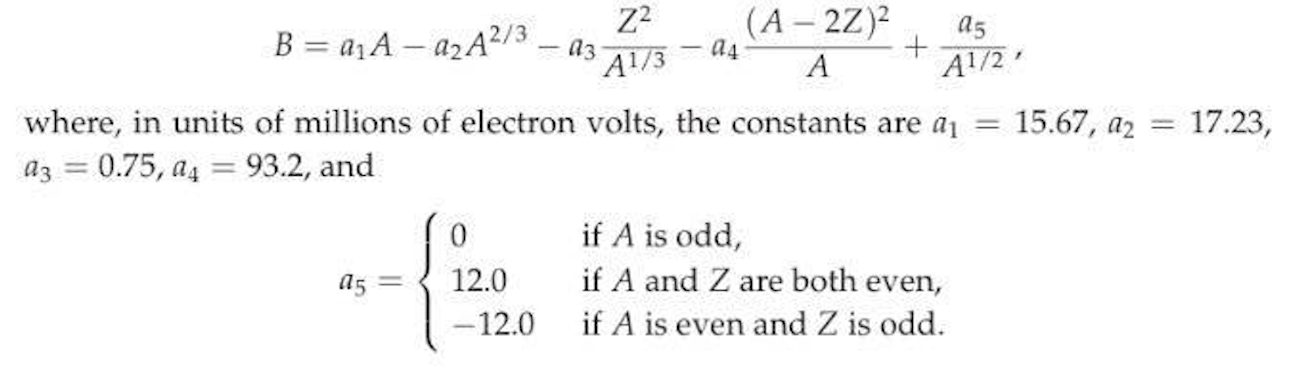 B = a₁A − a₂A^{2/3} − a₃ Z²/A^{1/3} − a₄ (A − 2Z)²/A + a₅/A^{1/2} ,
where, in units of millions of electron volts, the constants are a₁ = 15.67, a₂ = 17.23,
a₃ = 0.75, a₄ = 93.2, and
a₅ = { 0 if A is odd,
12.0 if A and Z are both even,
−12.0 if A is even and Z is odd.